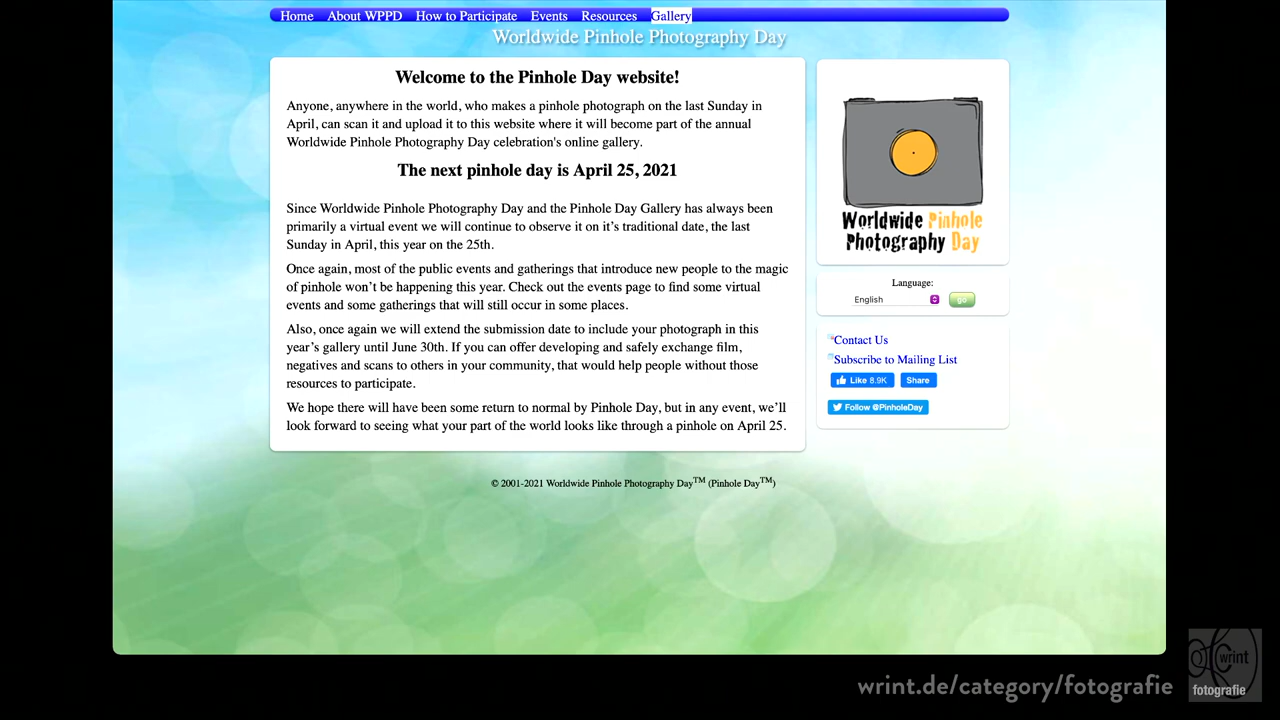 Home About WPPD How to Participate Events Resources Gallery
Worldwide Pinhole Photography Day
Welcome to the Pinhole Day website!
Anyone, anywhere in the world, who makes a pinhole photograph on the last Sunday in
April, can scan it and upload it to this website where it will become part of the annual
Worldwide Pinhole Photography Day celebration's online gallery.
The next pinhole day is April 25, 2021
Since Worldwide Pinhole Photography Day and the Pinhole Day Gallery has always been
primarily a virtual event we will continue to observe it on it’s traditional date, the last
Sunday in April, this year on the 25th.
Once again, most of the public events and gatherings that introduce new people to the magic
of pinhole won’t be happening this year. Check out the events page to find some virtual
events and some gatherings that will still occur in some places.
Also, once again we will extend the submission date to include your photograph in this
year’s gallery until June 30th. If you can offer developing and safely exchange film,
negatives and scans to others in your community, that would help people without those
resources to participate.
We hope there will have been some return to normal by Pinhole Day, but in any event, we’ll
look forward to seeing what your part of the world looks like through a pinhole on April 25.
Worldwide Pinhole
Photography Day
Language:
English go
Contact Us
Subscribe to Mailing List
Like 8.9K Share
Follow @PinholeDay
© 2001-2021 Worldwide Pinhole Photography Day™ (Pinhole Day™)
wrint.de/category/fotografie
wrint
fotografie